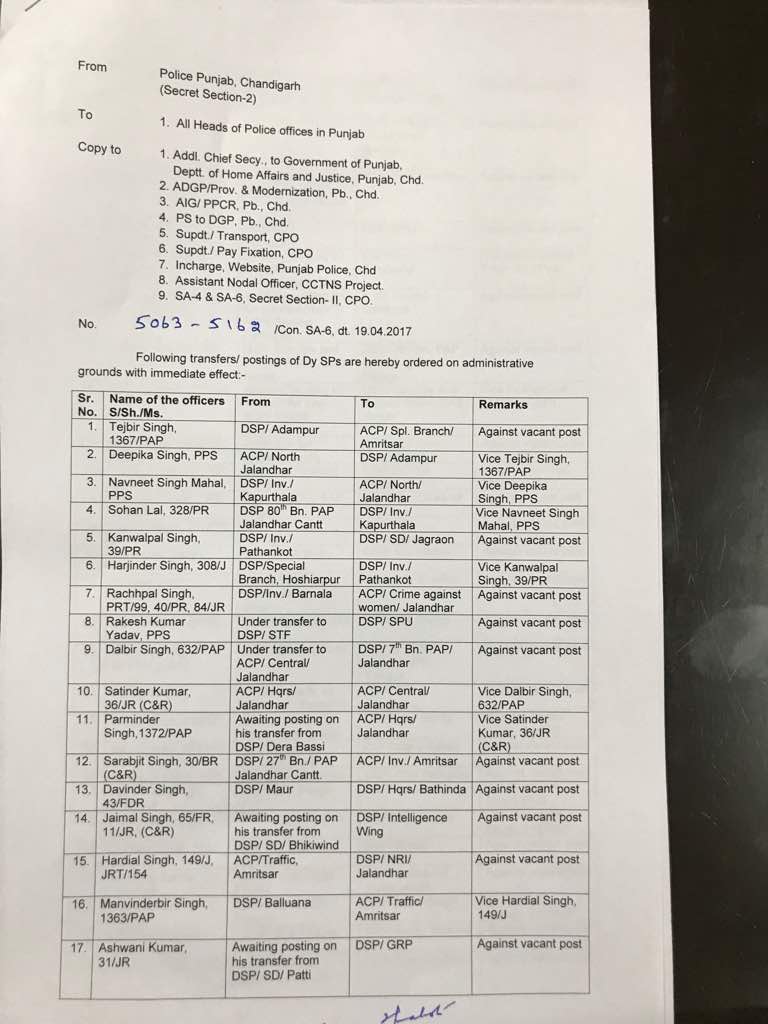 From
Police Punjab, Chandigarh
(Secret Section-2)
To
1. All Heads of Police offices in Punjab
Copy to
1. Addl. Chief Secy., to Government of Punjab,
Deptt. of Home Affairs and Justice, Punjab, Chd.
2. ADGP/Prov. & Modernization, Pb., Chd.
3. AIG/ PPCR, Pb., Chd.
4. PS to DGP, Pb., Chd.
5. Supdt./ Transport, CPO
6. Supdt./ Pay Fixation, CPO
7. Incharge, Website, Punjab Police, Chd
8. Assistant Nodal Officer, CCTNS Project.
9. SA-4 & SA-6, Secret Section- II, CPO.
No. 5063 - 5162 /Con. SA-6, dt. 19.04.2017
Following transfers/ postings of Dy SPs are hereby ordered on administrative
grounds with immediate effect:-
Sr. Name of the officers From To Remarks
No. S/Sh./Ms.
1. Tejbir Singh, DSP/ Adampur ACP/ Spl. Branch/ Against vacant post
1367/PAP Amritsar
2. Deepika Singh, PPS ACP/ North DSP/ Adampur Vice Tejbir Singh,
Jalandhar 1367/PAP
3. Navneet Singh Mahal, DSP/ Inv./ ACP/ North/ Vice Deepika
PPS Kapurthala Jalandhar Singh, PPS
4. Sohan Lal, 328/PR DSP 80th Bn. PAP DSP/ Inv./ Vice Navneet Singh
Jalandhar Cantt Kapurthala Mahal, PPS
5. Kanwalpal Singh, DSP/ Inv./ DSP/ SD/ Jagraon Against vacant post
39/PR Pathankot
6. Harjinder Singh, 308/J DSP/Special DSP/ Inv./ Vice Kanwalpal
Branch, Hoshiarpur Pathankot Singh, 39/PR
7. Rachhpal Singh, DSP/Inv./ Barnala ACP/ Crime against Against vacant post
PRT/99, 40/PR, 84/JR women/ Jalandhar
8. Rakesh Kumar Under transfer to DSP/ SPU Against vacant post
Yadav, PPS DSP/ STF
9. Dalbir Singh, 632/PAP Under transfer to DSP/ 7th Bn. PAP/ Against vacant post
ACP/ Central/ Jalandhar
Jalandhar
10. Satinder Kumar, ACP/ Hqrs/ ACP/ Central/ Vice Dalbir Singh,
36/JR (C&R) Jalandhar Jalandhar 632/PAP
11. Parminder Awaiting posting on ACP/ Hqrs/ Vice Satinder
Singh,1372/PAP his transfer from Jalandhar Kumar, 36/JR
DSP/ Dera Bassi (C&R)
12. Sarabjit Singh, 30/BR DSP/ 27th Bn./ PAP ACP/ Inv./ Amritsar Against vacant post
(C&R) Jalandhar Cantt.
13. Davinder Singh, DSP/ Maur DSP/ Hqrs/ Bathinda Against vacant post
43/FDR
14. Jaimal Singh, 65/FR, Awaiting posting on DSP/ Intelligence Against vacant post
11/JR, (C&R) his transfer from Wing
DSP/ SD/ Bhikiwind
15. Hardial Singh, 149/J, ACP/Traffic, DSP/ NRI/ Against vacant post
JRT/154 Amritsar Jalandhar
16. Manvinderbir Singh, DSP/ Balluana ACP/ Traffic/ Vice Hardial Singh,
1363/PAP Amritsar 149/J
17. Ashwani Kumar, Awaiting posting on DSP/ GRP Against vacant post
31/JR his transfer from
DSP/ SD/ Patti